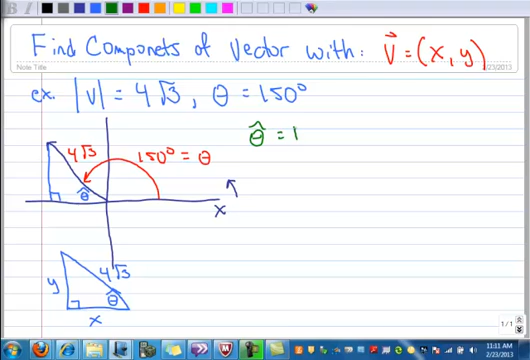 Find Componets of Vector with: V⃗ = (x, y)
Note Title
2/23/2013
ex. |v| = 4√3, θ = 150°
θ̂ = 1
4√3
150° = θ
θ̂
x
4√3
y
θ̂
x
1/1
11:11 AM
2/23/2013